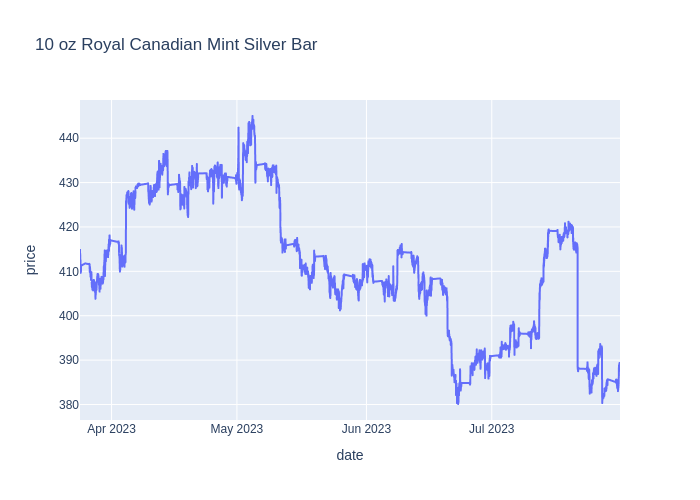 10 oz Royal Canadian Mint Silver Bar
440
430
420
410
400
390
380
price
Apr 2023
May 2023
Jun 2023
Jul 2023
date